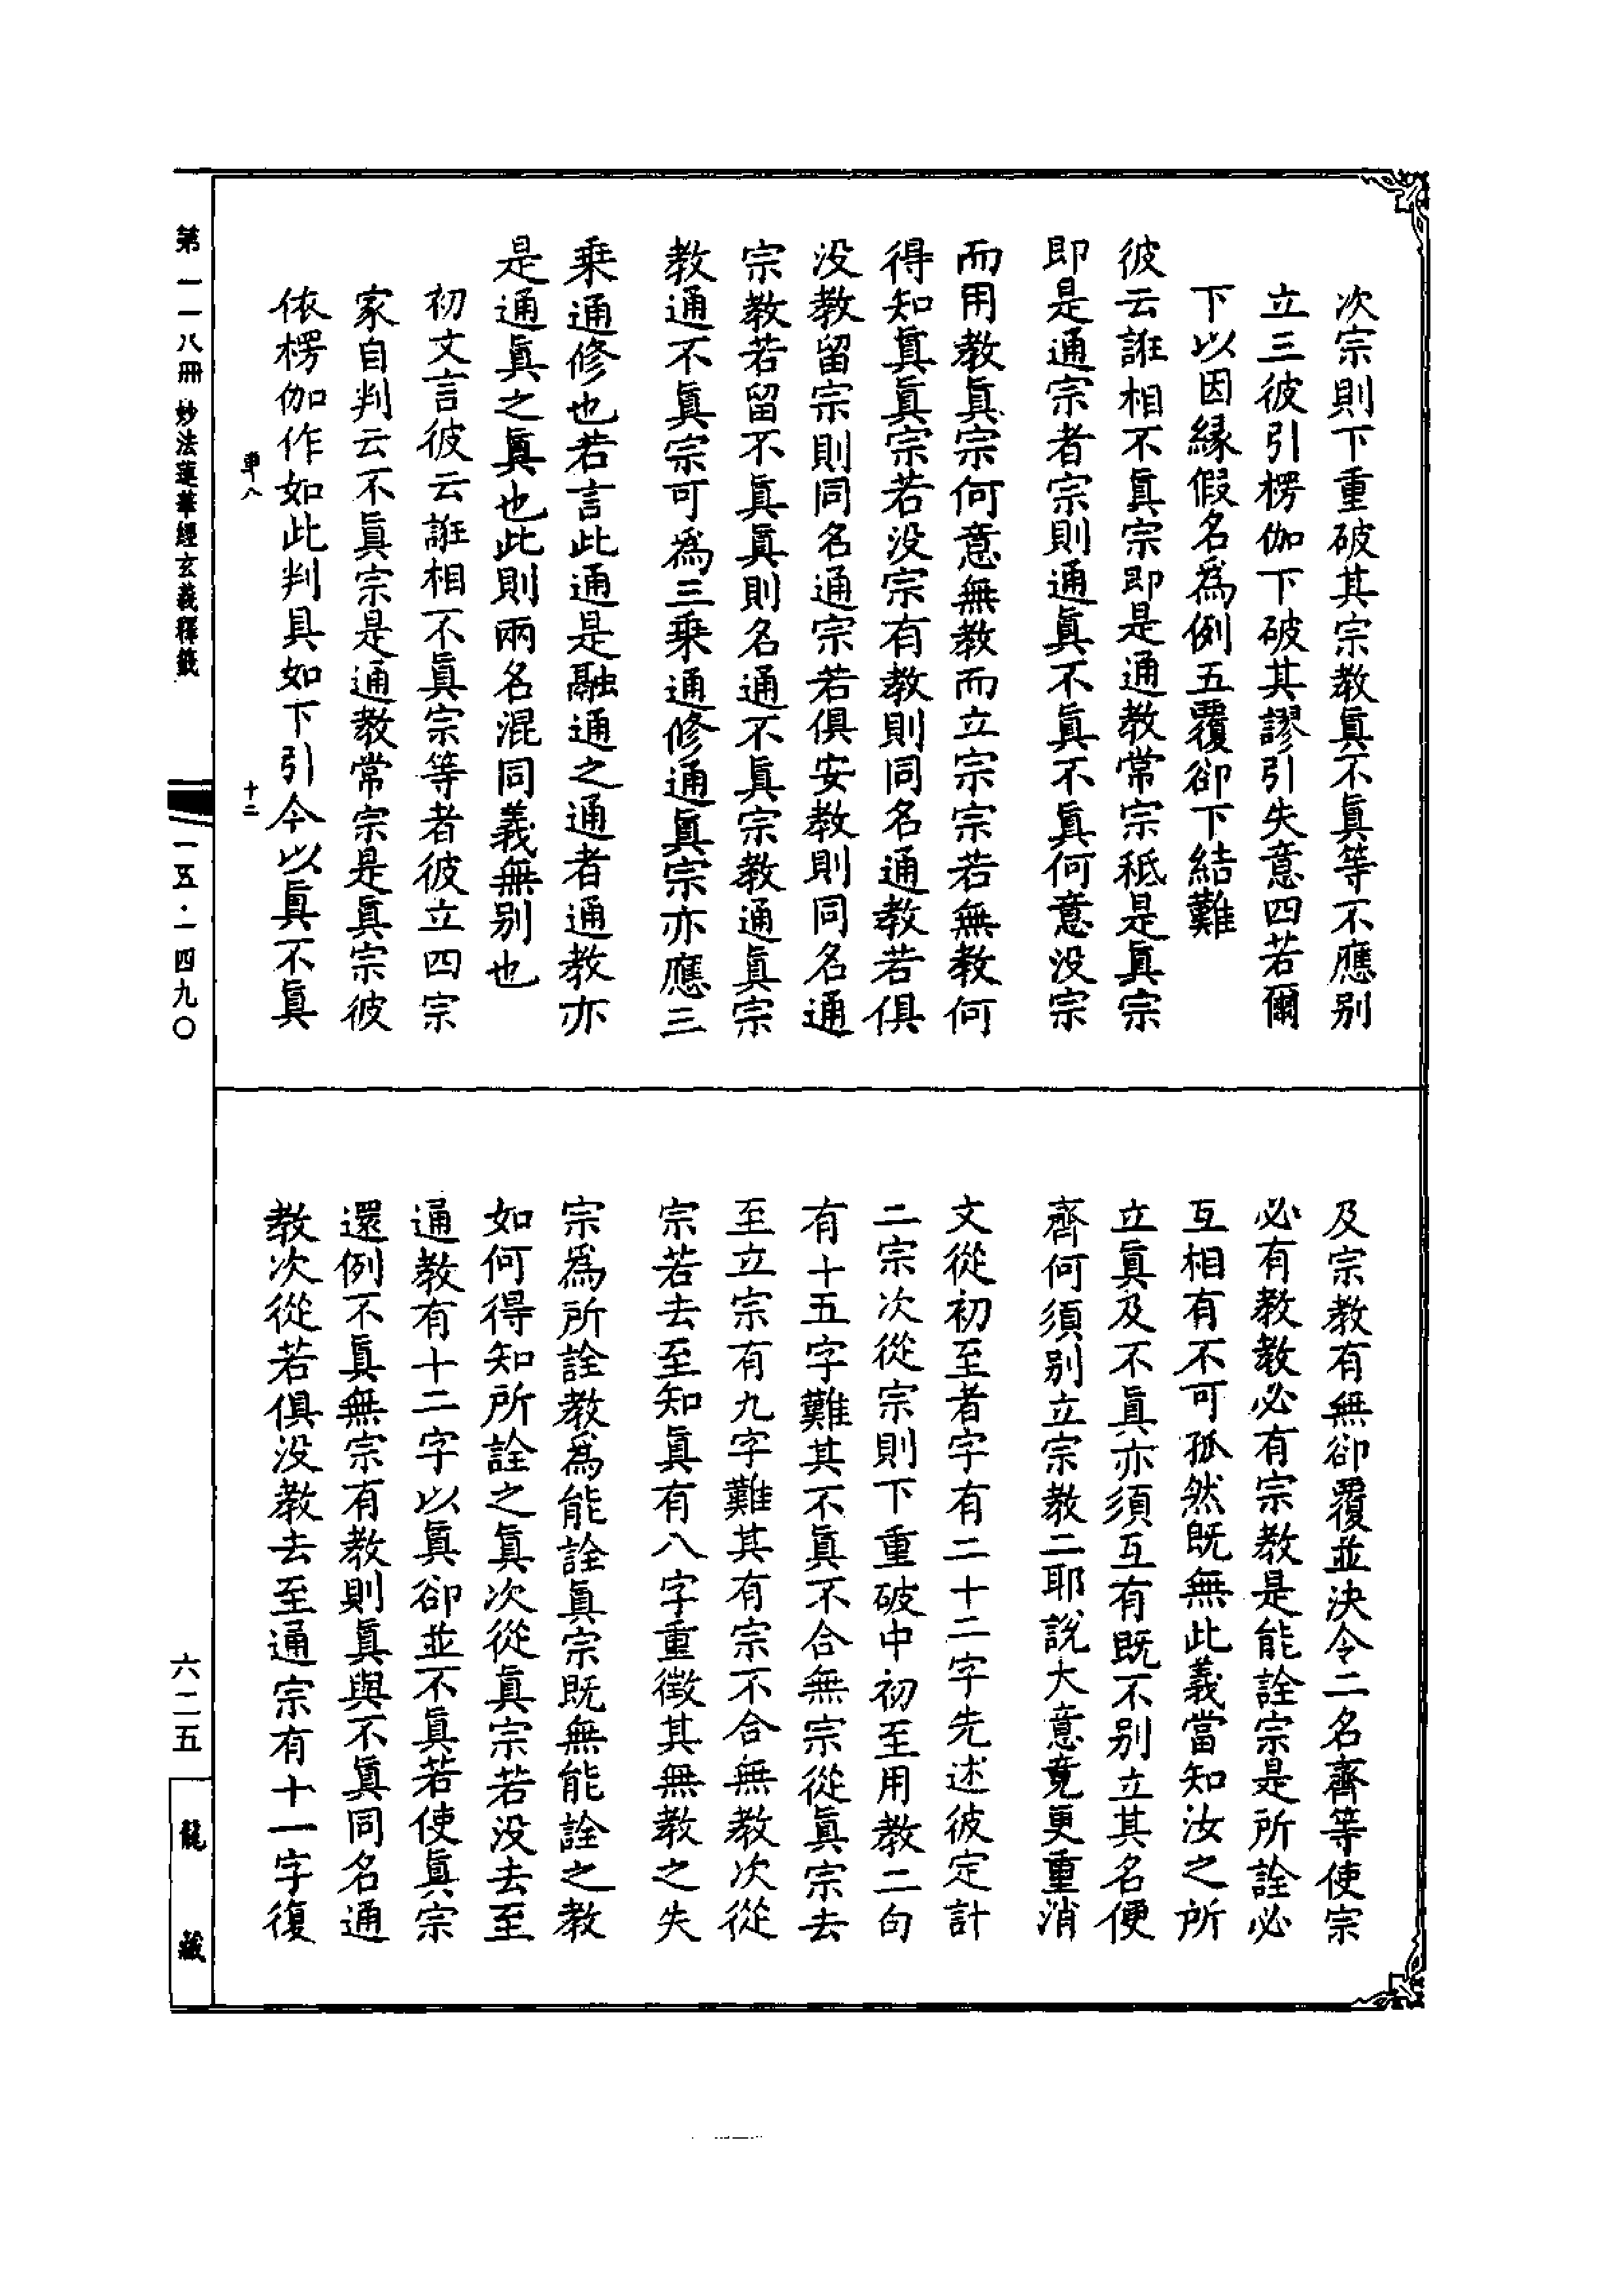 次宗則下重破其宗教眞不眞等不應别
立三彼引楞伽下破其謬引失意四若爾
下以因縁假名爲例五覆卻下結難
彼云誑相不眞宗即是通教常宗秖是眞宗
即是通宗者宗則通眞不眞不眞何意没宗
而用教眞宗何意無教而立宗宗若無教何
得知眞眞宗若没宗有教則同名通教若俱
没教留宗則同名通宗若俱安教則同名通
宗教若留不眞眞則名通不眞宗教通眞宗
教通不眞宗可爲三乗通修通眞宗亦應三
乗通修也若言此通是融通之通者通教亦
是通眞之眞也此則兩名混同義無别也
初文言彼云誑相不眞宗等者彼立四宗
家自判云不眞宗是通教常宗是眞宗彼
依楞伽作如此判具如下引今以眞不眞
及宗教有無卻覆並決令二名齊等使宗
必有教教必有宗教是能詮宗是所詮必
互相有不可孤然既無此義當知汝之所
立眞及不眞亦須互有既不别立其名便
齊何須别立宗教二耶説大意竟更重消
文從初至者字有二十二字先述彼定計
二宗次從宗則下重破中初至用教二句
有十五字難其不眞不合無宗從眞宗去
至立宗有九字難其有宗不合無教次從
宗若去至知眞有八字重徴其無教之失
宗爲所詮教爲能詮眞宗既無能詮之教
如何得知所詮之眞次從眞宗若没去至
通教有十二字以眞卻並不眞若使眞宗
還例不眞無宗有教則眞與不眞同名通
教次從若俱没教去至通宗有十一字復
第一一八冊 妙法蓮華經玄義釋籤
車八
十二
一五·一四九〇
六二五
龍藏